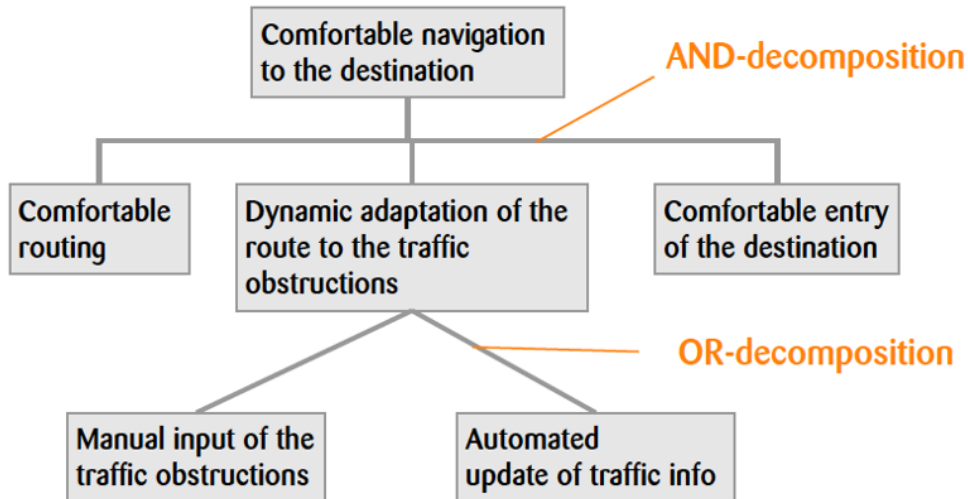 Comfortable navigation
to the destination
AND-decomposition
Comfortable
routing
Dynamic adaptation of the
route to the traffic
obstructions
Comfortable entry
of the destination
OR-decomposition
Manual input of the
traffic obstructions
Automated
update of traffic info